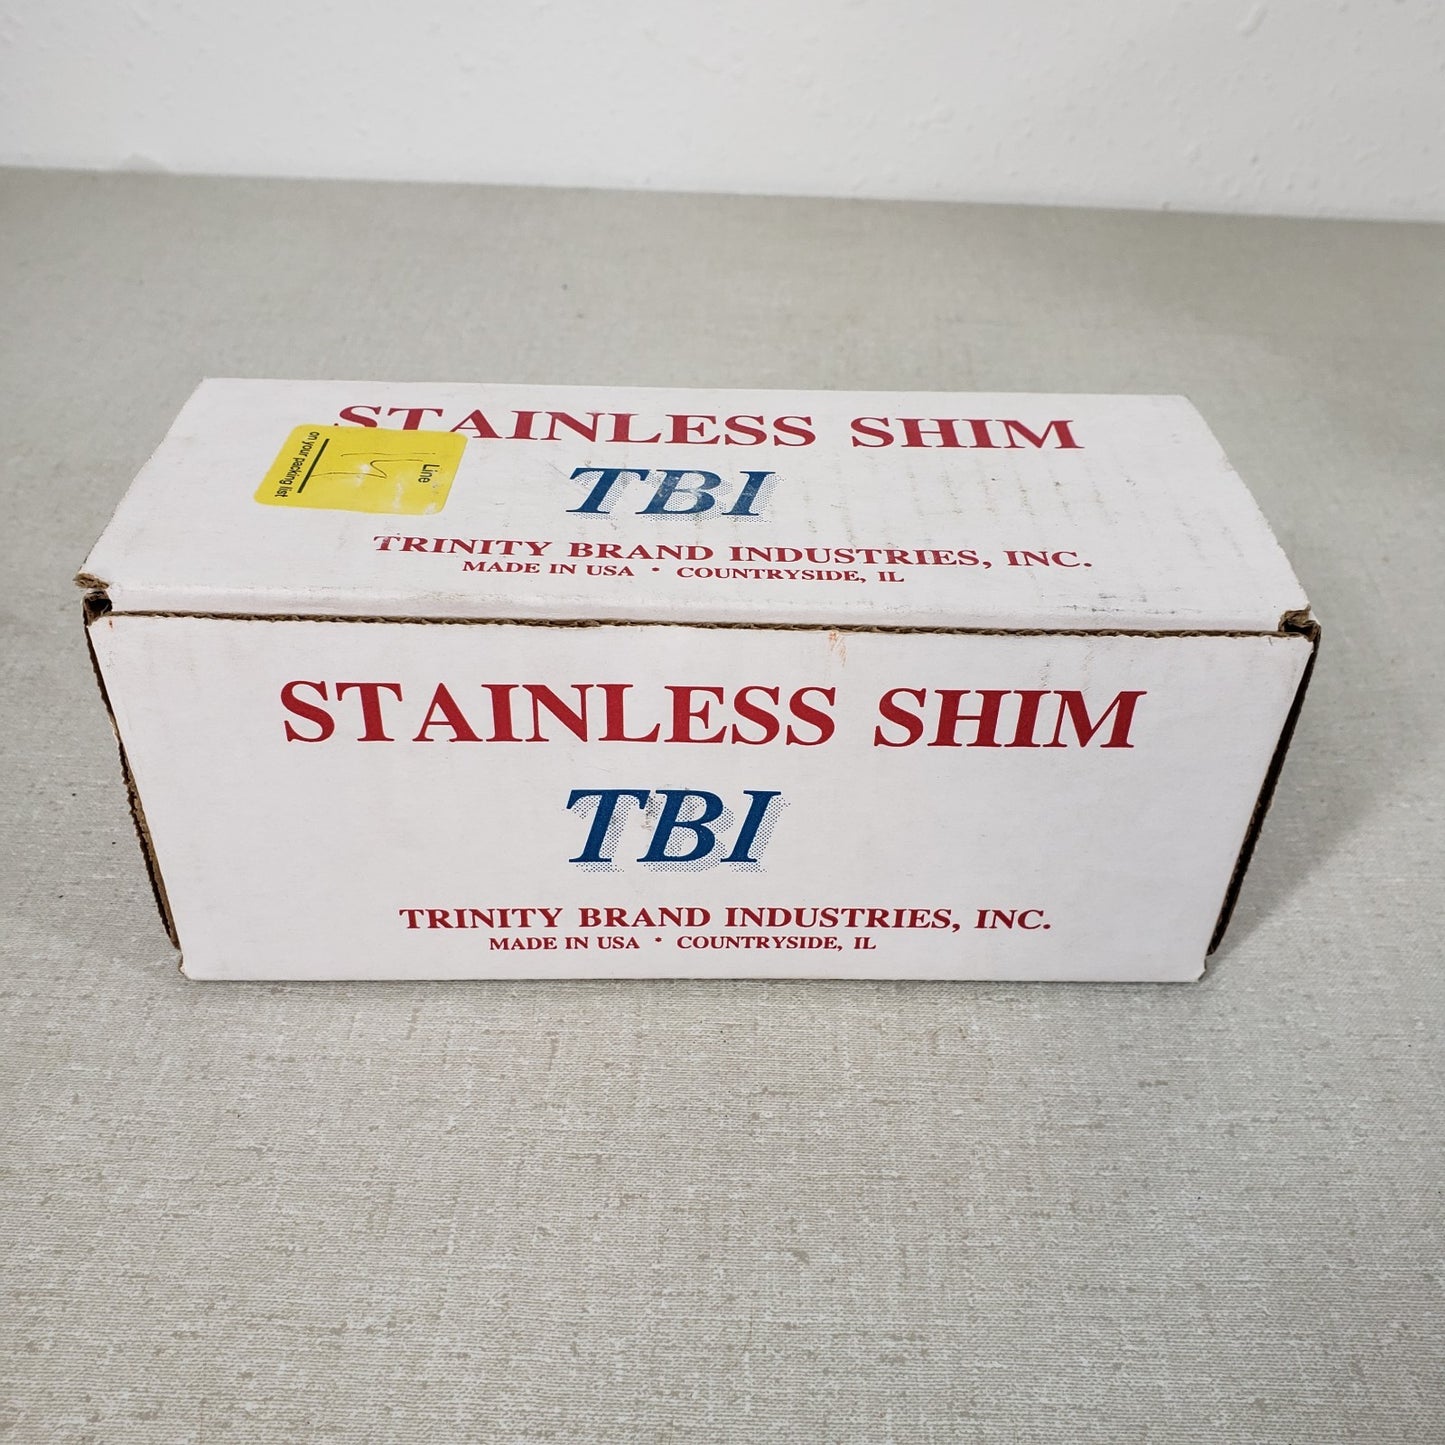 STAINLESS SHIM
TBI
TRINITY BRAND INDUSTRIES, INC.
MADE IN USA * COUNTRYSIDE, IL
Line
on your packing list
STAINLESS SHIM
TBI
TRINITY BRAND INDUSTRIES, INC.
MADE IN USA * COUNTRYSIDE, IL